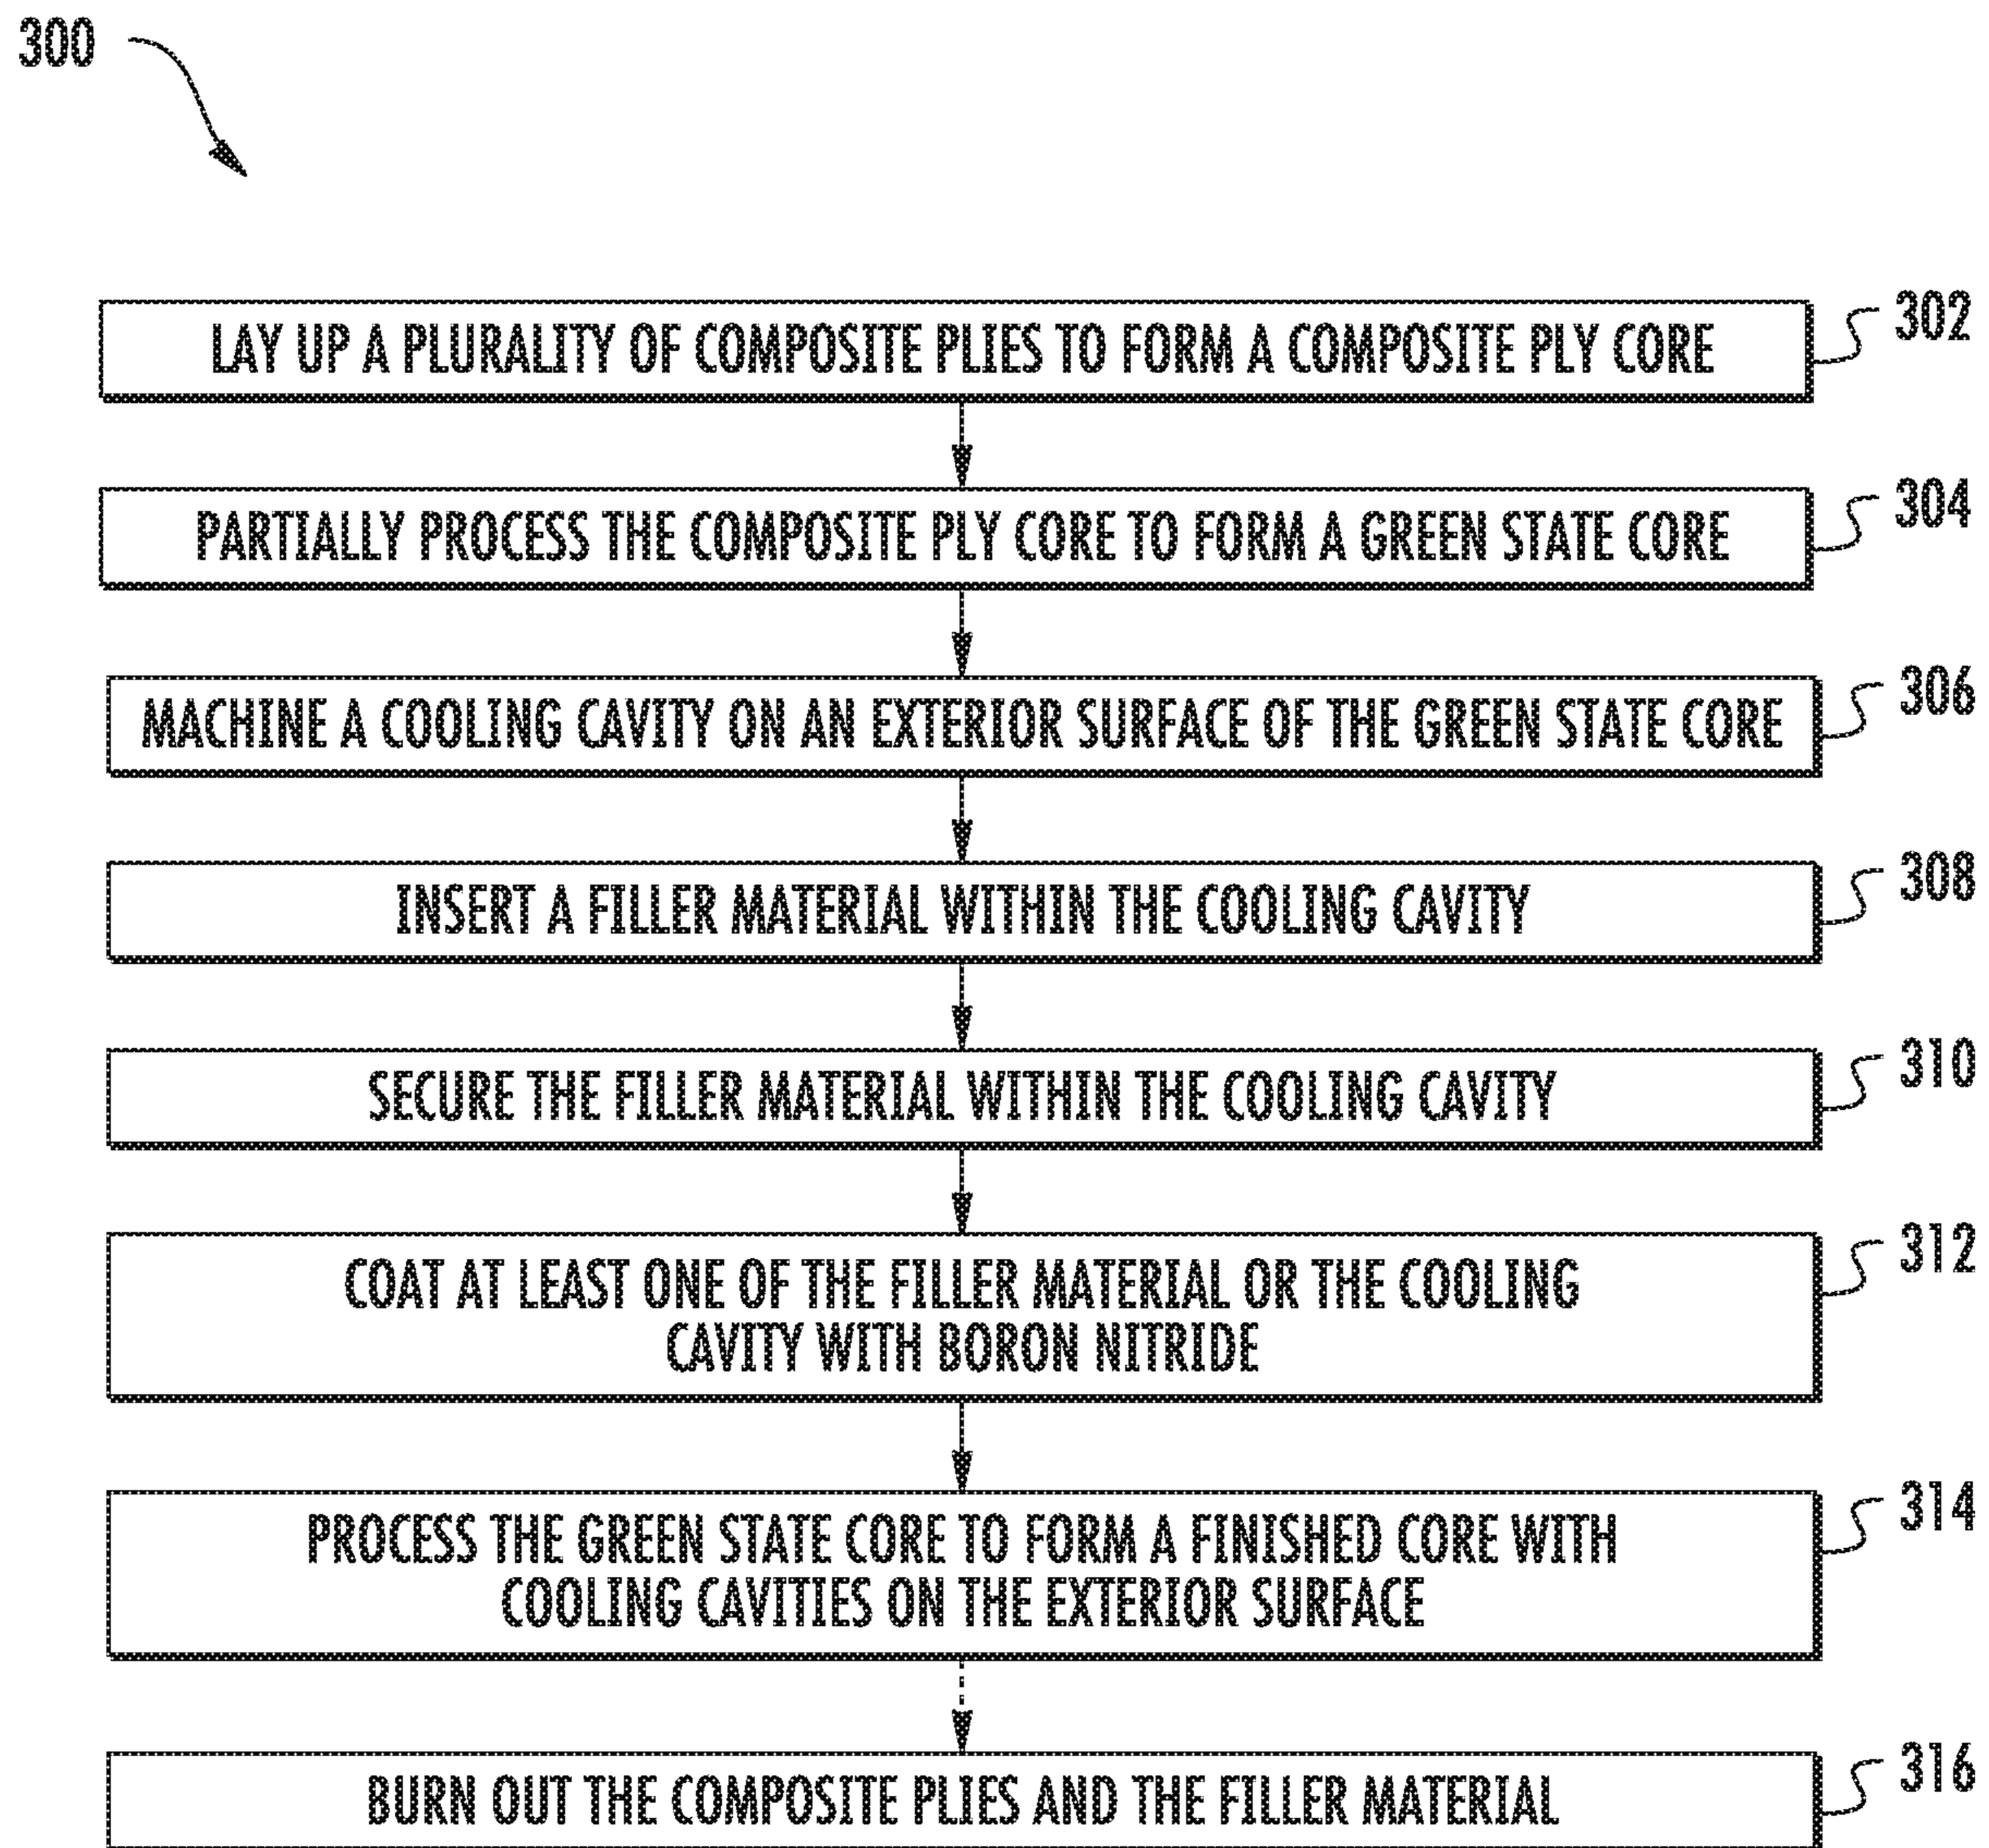 300
LAY UP A PLURALITY OF COMPOSITE PLIES TO FORM A COMPOSITE PLY CORE
302
PARTIALLY PROCESS THE COMPOSITE PLY CORE TO FORM A GREEN STATE CORE
304
MACHINE A COOLING CAVITY ON AN EXTERIOR SURFACE OF THE GREEN STATE CORE
306
INSERT A FILLER MATERIAL WITHIN THE COOLING CAVITY
308
SECURE THE FILLER MATERIAL WITHIN THE COOLING CAVITY
310
COAT AT LEAST ONE OF THE FILLER MATERIAL OR THE COOLING
CAVITY WITH BORON NITRIDE
312
PROCESS THE GREEN STATE CORE TO FORM A FINISHED CORE WITH
COOLING CAVITIES ON THE EXTERIOR SURFACE
314
BURN OUT THE COMPOSITE PLIES AND THE FILLER MATERIAL
316